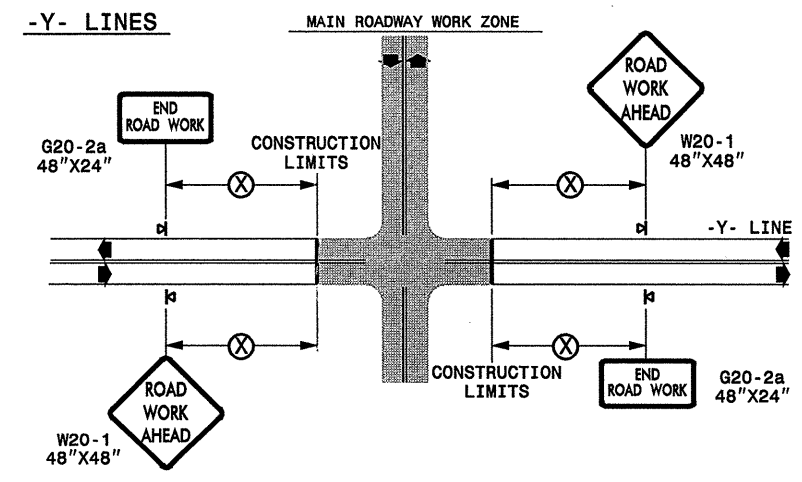 -Y- LINES
MAIN ROADWAY WORK ZONE
END
ROAD WORK
G20-2a
48"X24"
CONSTRUCTION
LIMITS
ROAD
WORK
AHEAD
W20-1
48"X48"
X
X
-Y- LINE
X
X
ROAD
WORK
AHEAD
W20-1
48"X48"
CONSTRUCTION
LIMITS
END
ROAD WORK
G20-2a
48"X24"